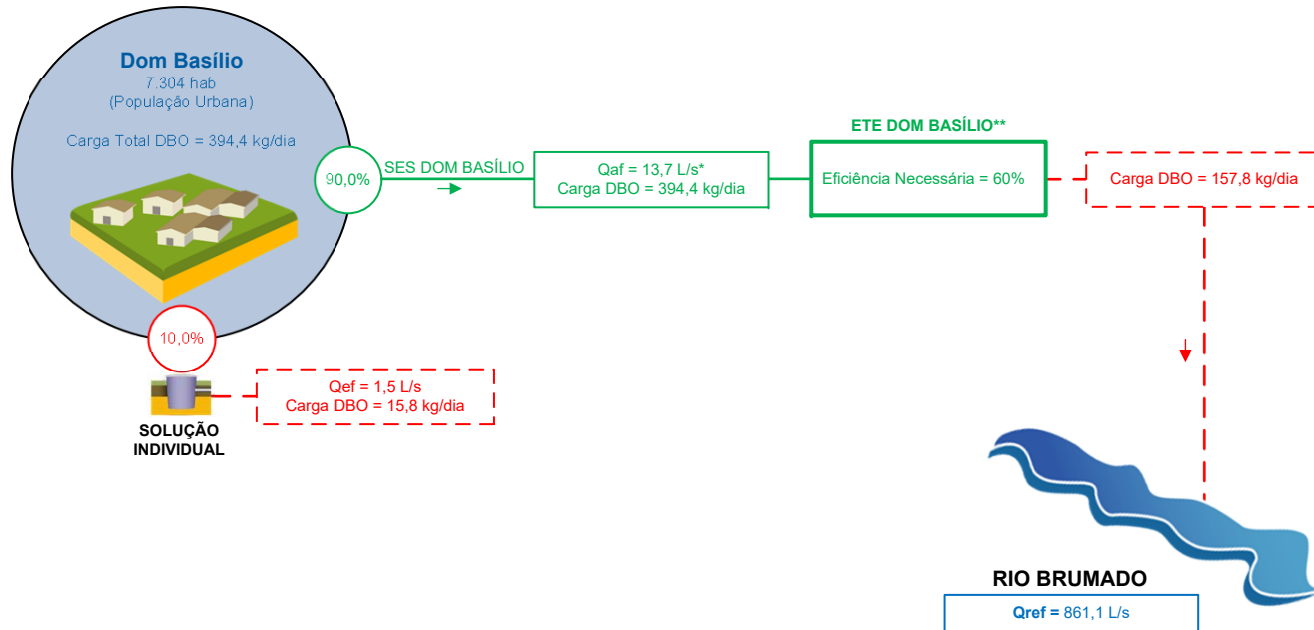 Dom Basílio
7.304 hab
(População Urbana)
Carga Total DBO = 394,4 kg/dia
90,0%
SES DOM BASÍLIO
Qaf = 13,7 L/s*
Carga DBO = 394,4 kg/dia
ETE DOM BASÍLIO**
Eficiência Necessária = 60%
Carga DBO = 157,8 kg/dia
10,0%
Qef = 1,5 L/s
Carga DBO = 15,8 kg/dia
SOLUÇÃO
INDIVIDUAL
RIO BRUMADO
Qref = 861,1 L/s